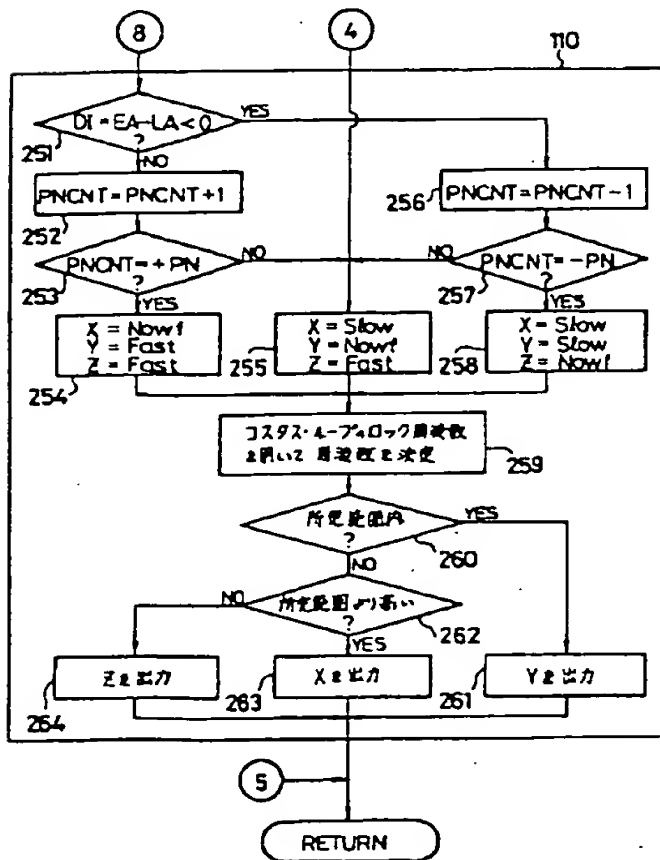 8
4
110
DI=EA-LA<0
?
YES
251
NO
PNCNT=PNCNT+1
252
256
PNCNT=PNCNT-1
PNCNT=+PN
?
NO
253
YES
NO
PNCNT=-PN
?
257
YES
X = Nowf
Y = Fast
Z = Fast
254
X = Slow
Y = Nowf
Z = Fast
255
X = Slow
Y = Slow
Z = Nowf
258
コスタス・ループのロック周波数
を用いて 周波数を決定
259
所定範囲内
?
YES
260
NO
所定範囲より高い
?
NO
262
YES
Zを出力
264
Xを出力
263
Yを出力
261
5
RETURN